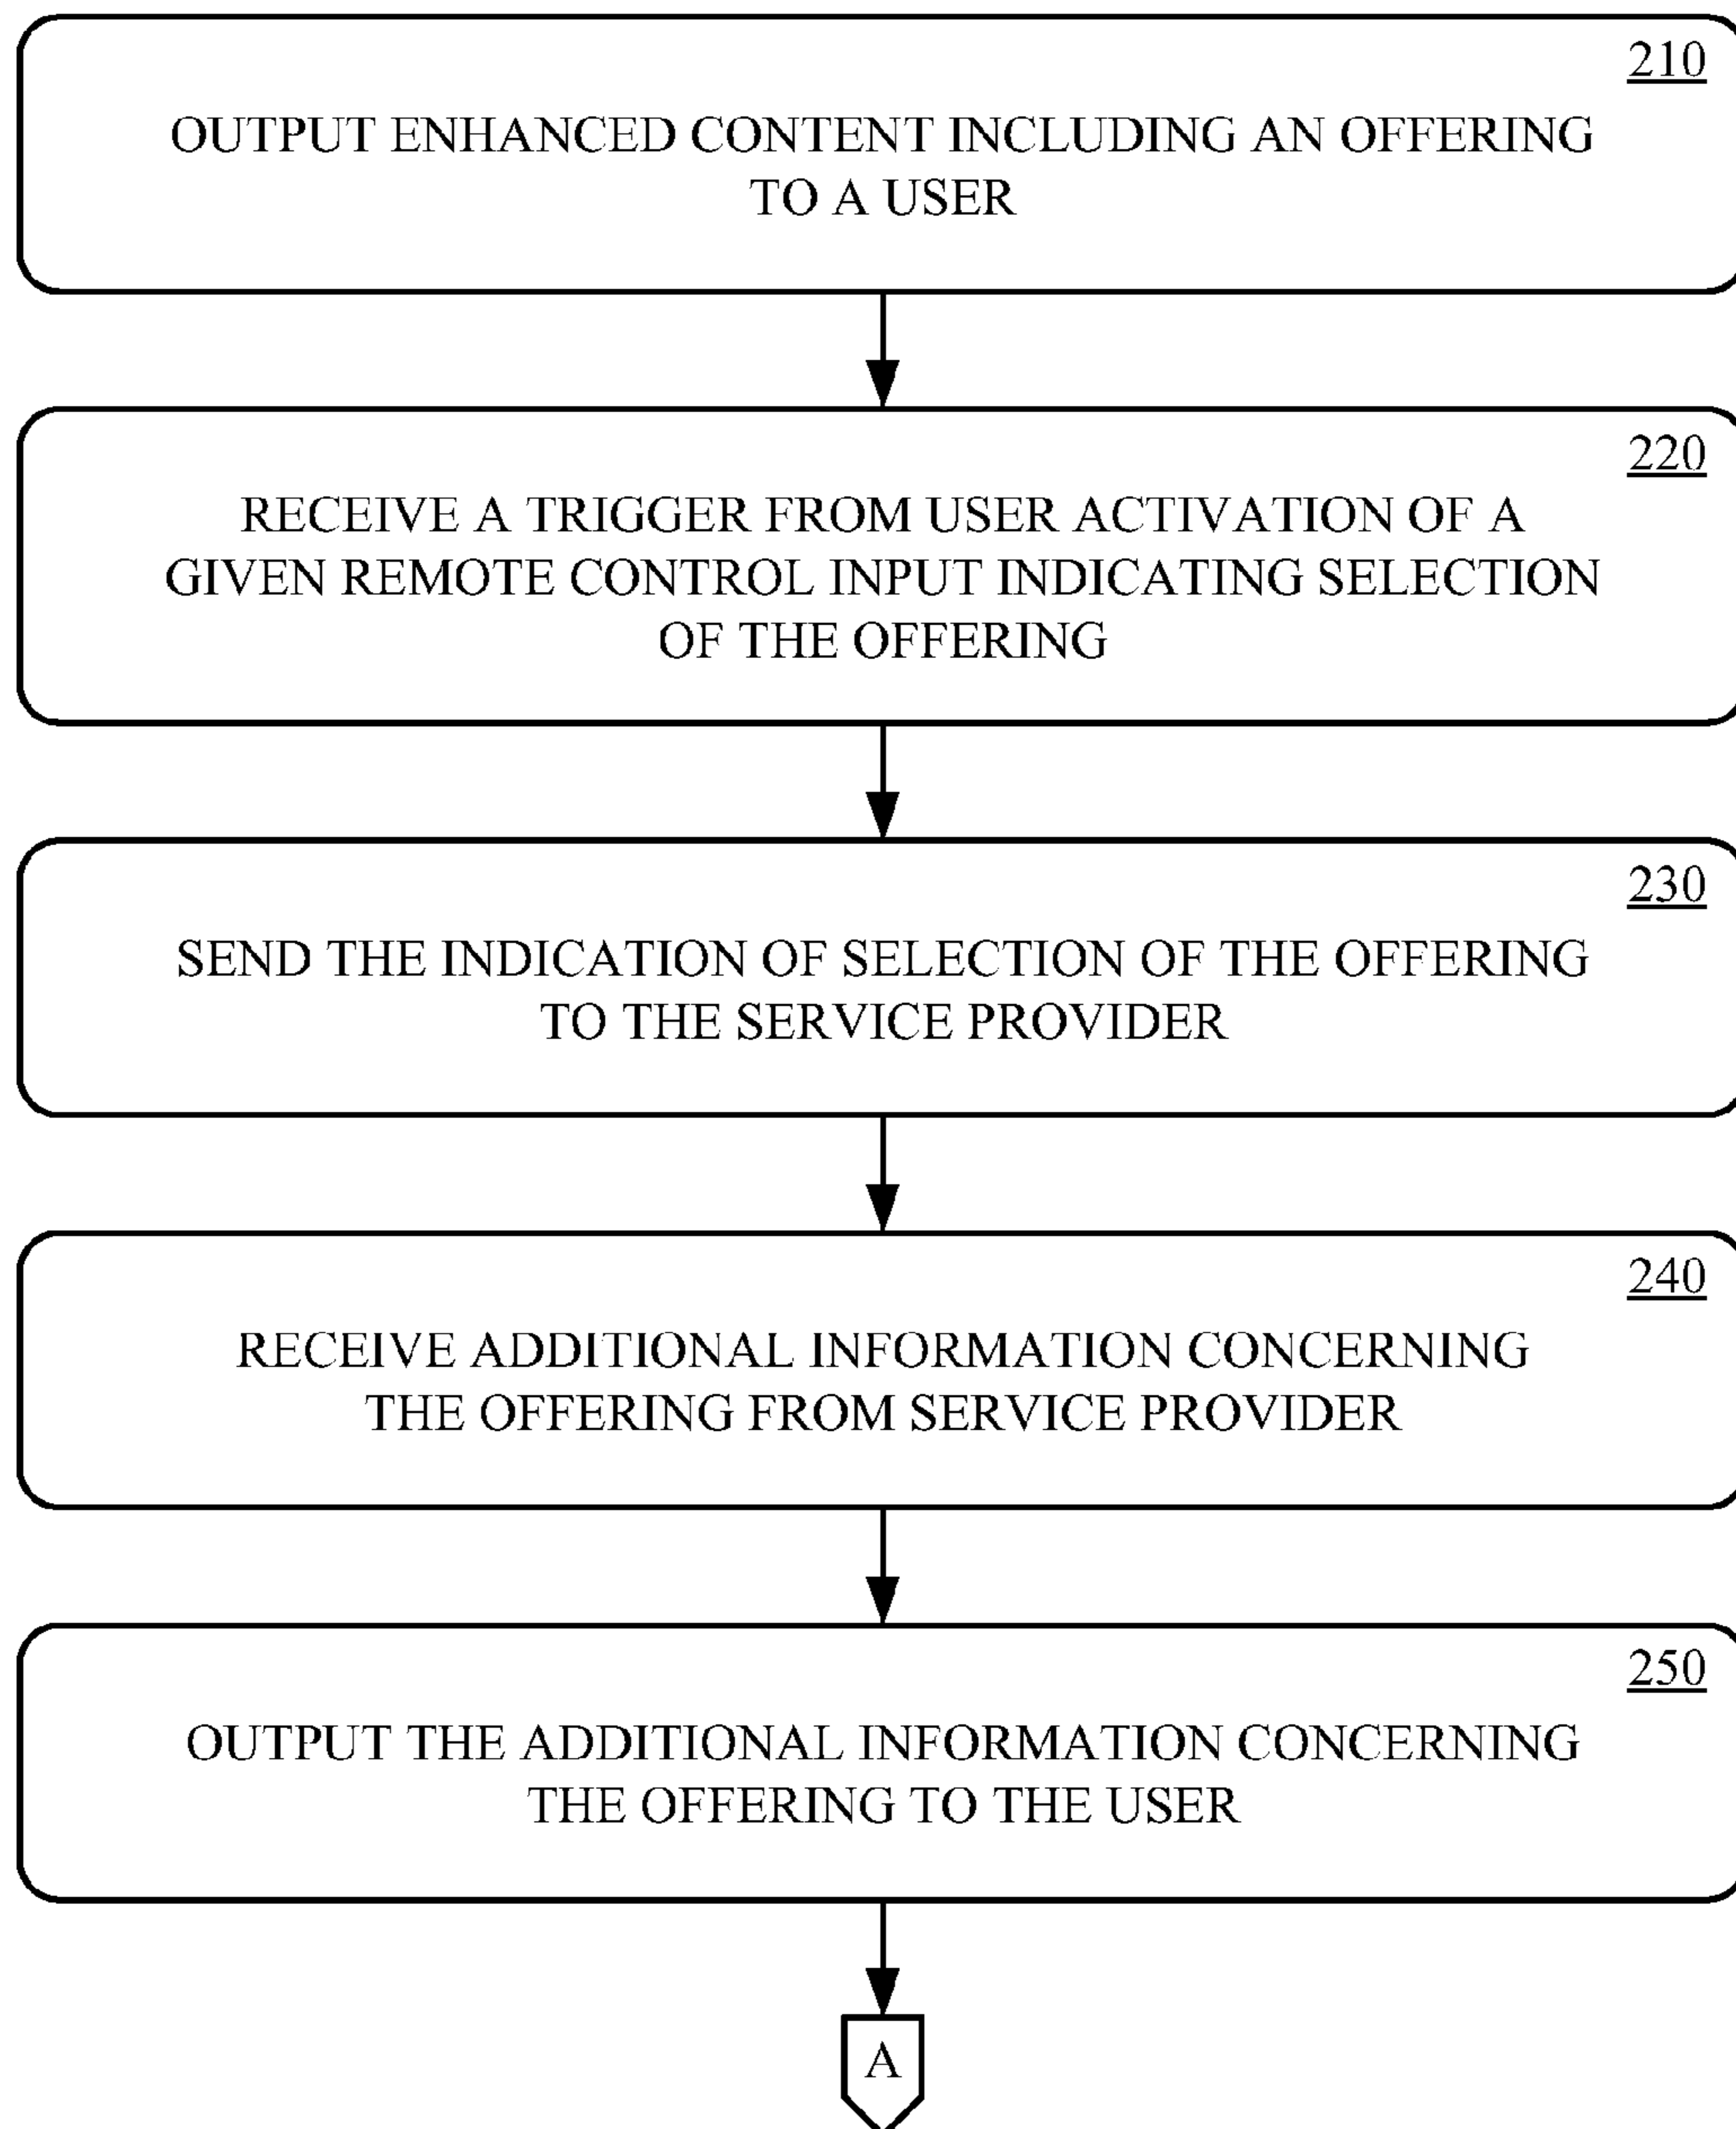 210
OUTPUT ENHANCED CONTENT INCLUDING AN OFFERING
TO A USER
220
RECEIVE A TRIGGER FROM USER ACTIVATION OF A
GIVEN REMOTE CONTROL INPUT INDICATING SELECTION
OF THE OFFERING
230
SEND THE INDICATION OF SELECTION OF THE OFFERING
TO THE SERVICE PROVIDER
240
RECEIVE ADDITIONAL INFORMATION CONCERNING
THE OFFERING FROM SERVICE PROVIDER
250
OUTPUT THE ADDITIONAL INFORMATION CONCERNING
THE OFFERING TO THE USER
A